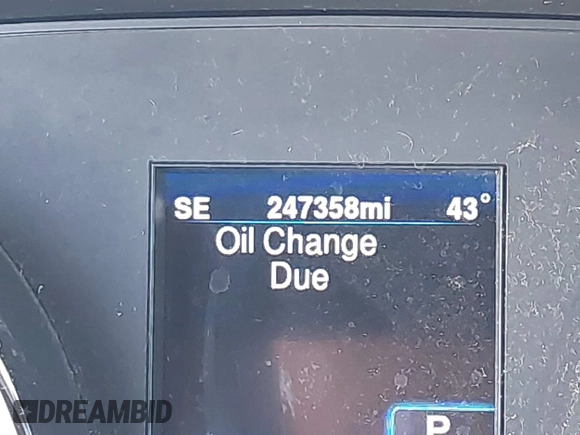 SE 247358mi 43°
Oil Change
Due
P
DREAMBID